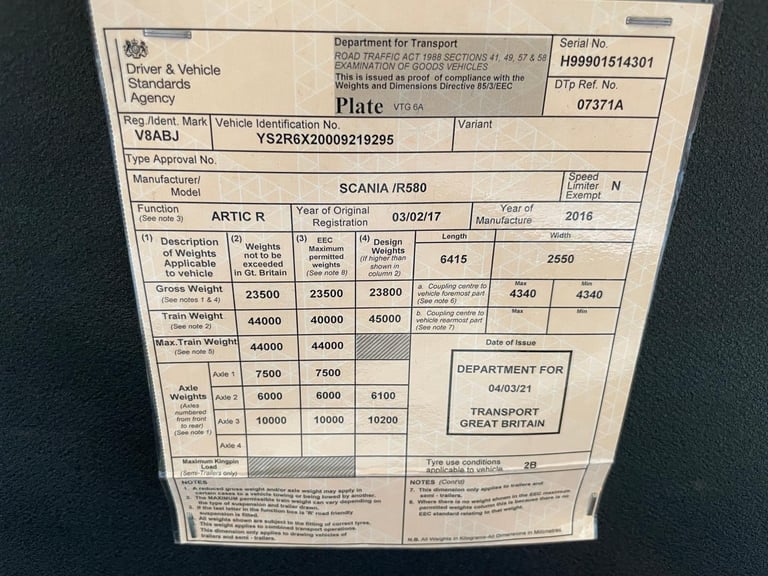 Driver & Vehicle
Standards
Agency
Department for Transport
ROAD TRAFFIC ACT 1988 SECTIONS 41, 49, 57 & 58
EXAMINATION OF GOODS VEHICLES
This is issued as proof of compliance with the
Weights and Dimensions Directive 85/3/EEC
Plate VTG 6A
Serial No.
H99901514301
DTp Ref. No.
07371A
Reg./Ident. Mark
V8ABJ
Vehicle Identification No.
YS2R6X20009219295
Variant
Type Approval No.
Manufacturer/
Model
SCANIA /R580
Speed
Limiter N
Exempt
Function
(See note 3)
ARTIC R
Year of Original
Registration
03/02/17
Year of
Manufacture
2016
(1) Description
of Weights
Applicable
to vehicle
(2) Weights
not to be
exceeded
in Gt. Britain
(3) EEC
Maximum
permitted
weights
(See note 8)
(4) Design
Weights
(If higher than
shown in
column 2)
Length
6415
Width
2550
Gross Weight
(See notes 1 & 4)
23500
23500
23800
a. Coupling centre to
vehicle foremost part
(See note 6)
Max
4340
Min
4340
Train Weight
(See note 2)
44000
40000
45000
b. Coupling centre to
vehicle rearmost part
(See note 7)
Max
Min
Max.Train Weight
(See note 5)
44000
44000
Axle
Weights
(Axles
numbered
from front
to rear)
(See note 1)
Axle 1
7500
7500
Axle 2
6000
6000
6100
Axle 3
10000
10000
10200
Axle 4
Date of Issue
DEPARTMENT FOR
04/03/21
TRANSPORT
GREAT BRITAIN
Maximum Kingpin
Load
(Semi-Trailers only)
Tyre use conditions
applicable to vehicle
2B
NOTES
1. A reduced gross weight and/or axle weight may apply in
certain cases to a vehicle towing or being towed by another.
2. The MAXIMUM permissible train weight can vary depending on
the type of suspension and trailer drawn.
3. If the last letter in the function box is 'R' road friendly
suspension is fitted.
All weights shown are subject to the fitting of correct tyres.
This weight applies to combined transport operations.
This dimension only applies to drawing vehicles of
trailers and semi - trailers.
NOTES (Cont'd)
7. This dimension only applies to trailers and
semi - trailers.
8. Where there is no weight shown in the EEC maximum
permitted weights column this is because there is no
EEC standard relating to that weight.
N.B. All Weights in Kilograms-All Dimensions in Millimetres.